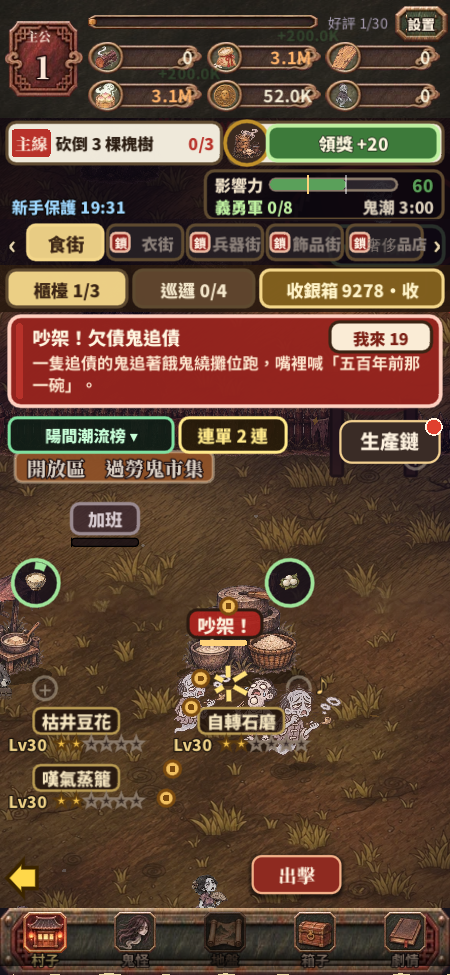 主公
1
好評 1/30
設置
+200.0K
0
3.1M
0
+200.0K
3.1M
52.0K
0
主線 砍倒 3 棵槐樹 0/3
領獎 +20
影響力 60
新手保護 19:31
義勇軍 0/8 鬼潮 3:00
‹ 食街 鎖 衣街 鎖 兵器街 鎖 飾品街 鎖 奢侈品店 ›
櫃檯 1/3
巡邏 0/4
收銀箱 9278・收
吵架！欠債鬼追債
我來 19
一隻追債的鬼追著餓鬼繞攤位跑，嘴裡喊「五百年前那
一碗」。
陽間潮流榜 ▾
連單 2 連
生產鏈
開放區 過勞鬼市集
加班
吵架！
枯井豆花
自轉石磨
Lv30
Lv30
嘆氣蒸籠
Lv30
出擊
村子
鬼怪
地盤
箱子
劇情